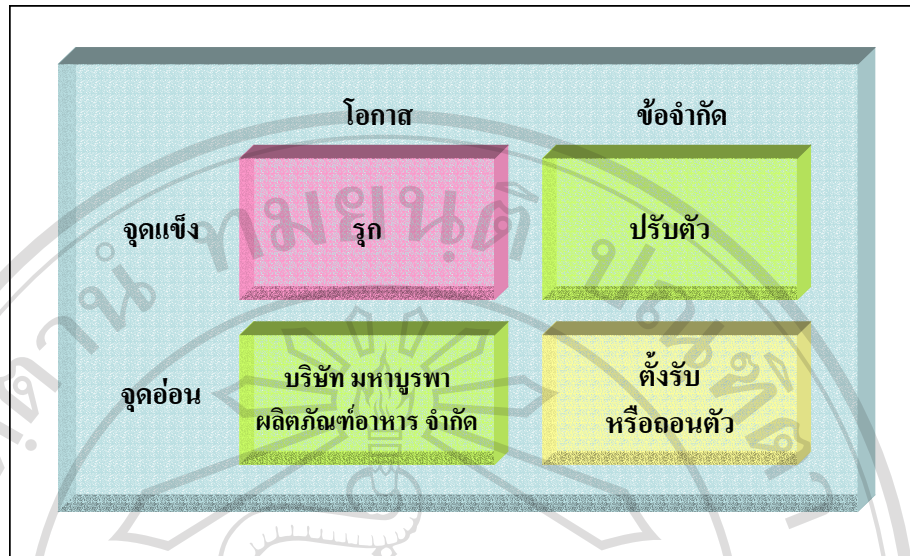 โอกาส ข้อจำกัด
จุดแข็ง รุก ปรับตัว
จุดอ่อน บริษัท มหาบูรพา
ผลิตภัณฑ์อาหาร จำกัด
ตั้งรับ
หรือถอนตัว